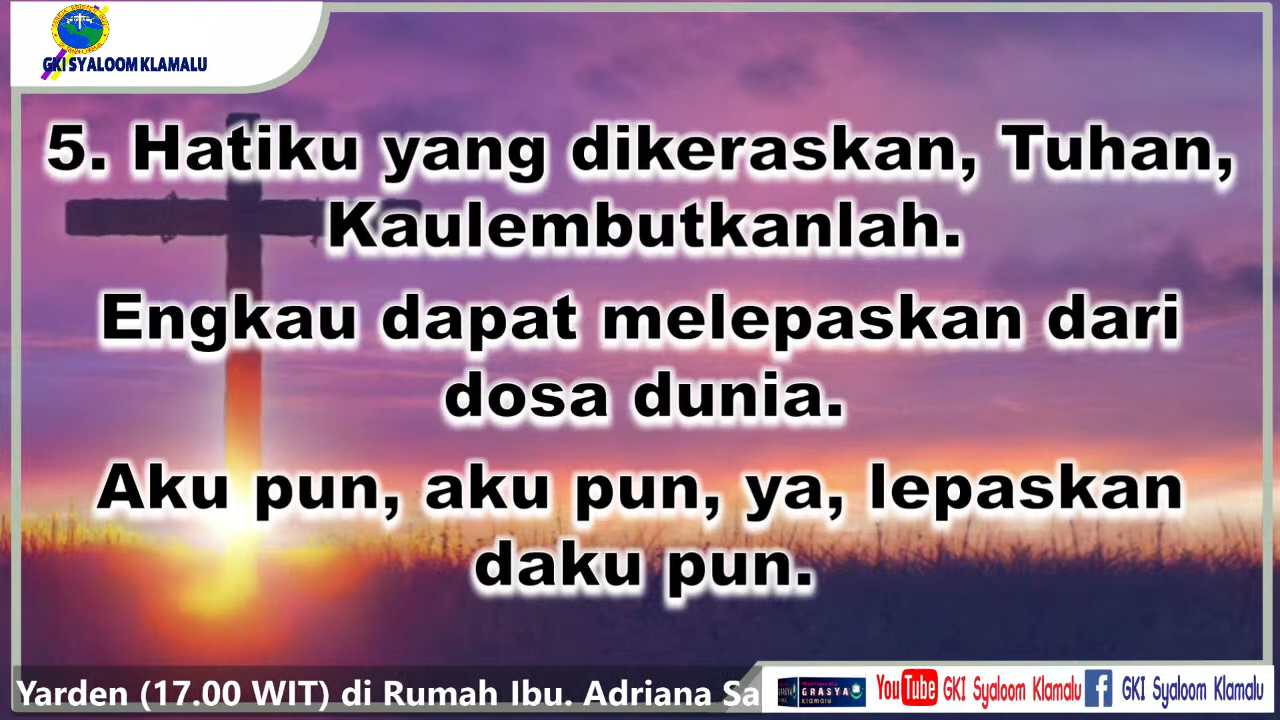 GKI SYALOOM KLAMALU
5. Hatiku yang dikeraskan, Tuhan,
Kaulembutkanlah.
Engkau dapat melepaskan dari
dosa dunia.
Aku pun, aku pun, ya, lepaskan
daku pun.
Yarden (17.00 WIT) di Rumah Ibu. Adriana Sa
GRASYA
Klamalu
YouTube GKI Syaloom Klamalu f GKI Syaloom Klamalu